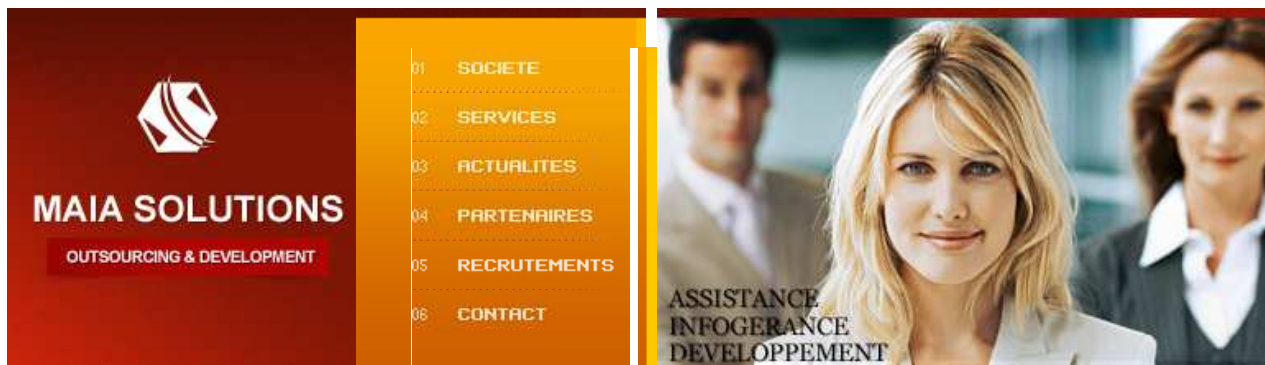 MAIA SOLUTIONS
OUTSOURCING & DEVELOPMENT
01 SOCIETE
02 SERVICES
03 ACTUALITES
04 PARTENAIRES
05 RECRUTEMENTS
06 CONTACT
ASSISTANCE
INFOGERANCE
DEVELOPPEMENT